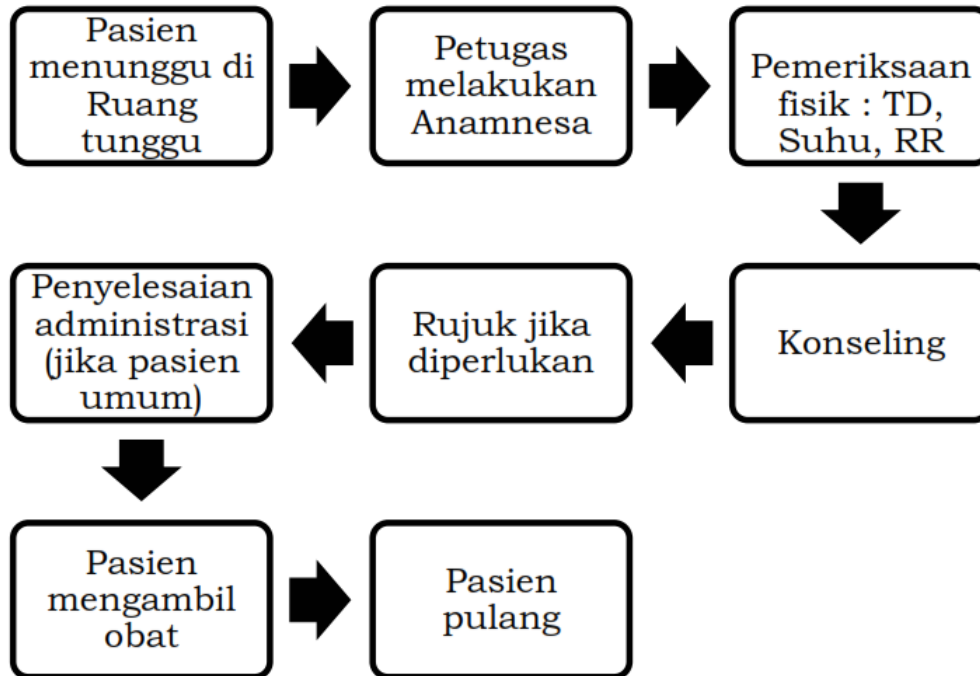 Pasien
menunggu di
Ruang
tunggu
Petugas
melakukan
Anamnesa
Pemeriksaan
fisik : TD,
Suhu, RR
Konseling
Rujuk jika
diperlukan
Penyelesaian
administrasi
(jika pasien
umum)
Pasien
mengambil
obat
Pasien
pulang